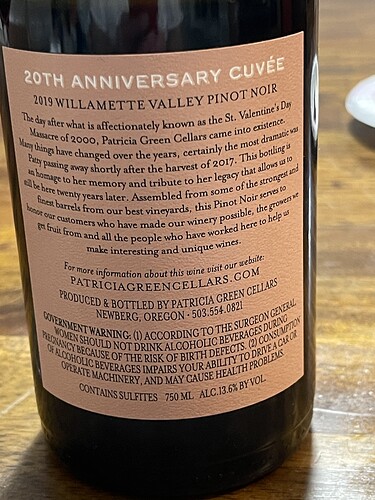 20TH ANNIVERSARY CUVÉE
2019 WILLAMETTE VALLEY PINOT NOIR
The day after what is affectionately known as the St. Valentine's Day
Massacre of 2000, Patricia Green Cellars came into existence.
Many things have changed over the years, certainly the most dramatic was
Patty passing away shortly after the harvest of 2017. This bottling is
an homage to her memory and tribute to her legacy that allows us to
still be here twenty years later. Assembled from some of the strongest and
finest barrels from our best vineyards, this Pinot Noir serves to
honor our customers who have made our winery possible, the growers we
get fruit from and all the people who have worked here to help us
make interesting and unique wines.
For more information about this wine visit our website:
PATRICIAGREENCELLARS.COM
PRODUCED & BOTTLED BY PATRICIA GREEN CELLARS
NEWBERG, OREGON · 503.554.0821
GOVERNMENT WARNING: (1) ACCORDING TO THE SURGEON GENERAL,
WOMEN SHOULD NOT DRINK ALCOHOLIC BEVERAGES DURING
PREGNANCY BECAUSE OF THE RISK OF BIRTH DEFECTS. (2) CONSUMPTION
OF ALCOHOLIC BEVERAGES IMPAIRS YOUR ABILITY TO DRIVE A CAR OR
OPERATE MACHINERY, AND MAY CAUSE HEALTH PROBLEMS.
CONTAINS SULFITES 750 ML ALC.13.6% BY VOL.